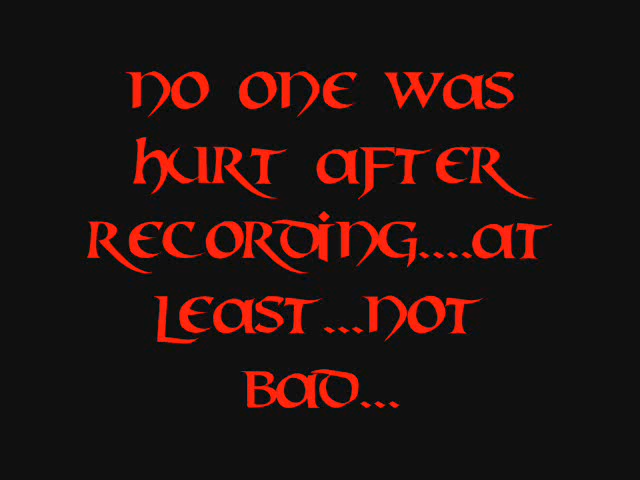 no one was
hurt after
recording....at
least...not
bad...